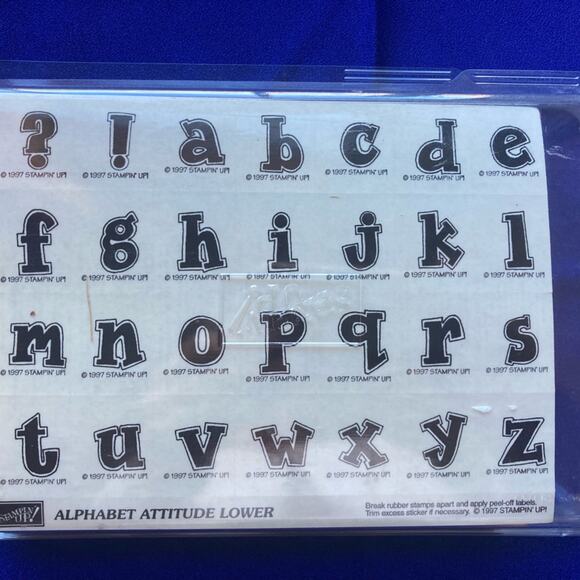 ? ! a b c d e
© 1997 STAMPIN' UP! © 1997 STAMPIN' UP! © 1997 STAMPIN' UP! © 1997 STAMPIN' UP! © 1997 STAMPIN' UP! © 1997 STAMPIN' UP! © 1997 STAMPIN' UP!
f g h i j k l
© 1997 STAMPIN' UP! © 1997 STAMPIN' UP! © 1997 STAMPIN' UP! © 1997 STAMPIN' UP! © 1997 STAMPIN' UP! © 1997 STAMPIN' UP! © 1997 STAMPIN' UP!
m n o p q r s
© 1997 STAMPIN' UP! © 1997 STAMPIN' UP! © 1997 STAMPIN' UP! © 1997 STAMPIN' UP! © 1997 STAMPIN' UP! © 1997 STAMPIN' UP! © 1997 STAMPIN' UP!
t u v w x y z
© 1997 STAMPIN' UP! © 1997 STAMPIN' UP! © 1997 STAMPIN' UP! © 1997 STAMPIN' UP! © 1997 STAMPIN' UP! © 1997 STAMPIN' UP! © 1997 STAMPIN' UP!
STAMPIN' UP! ALPHABET ATTITUDE LOWER
Break rubber stamps apart and apply peel-off labels.
Trim excess sticker if necessary. © 1997 STAMPIN' UP!